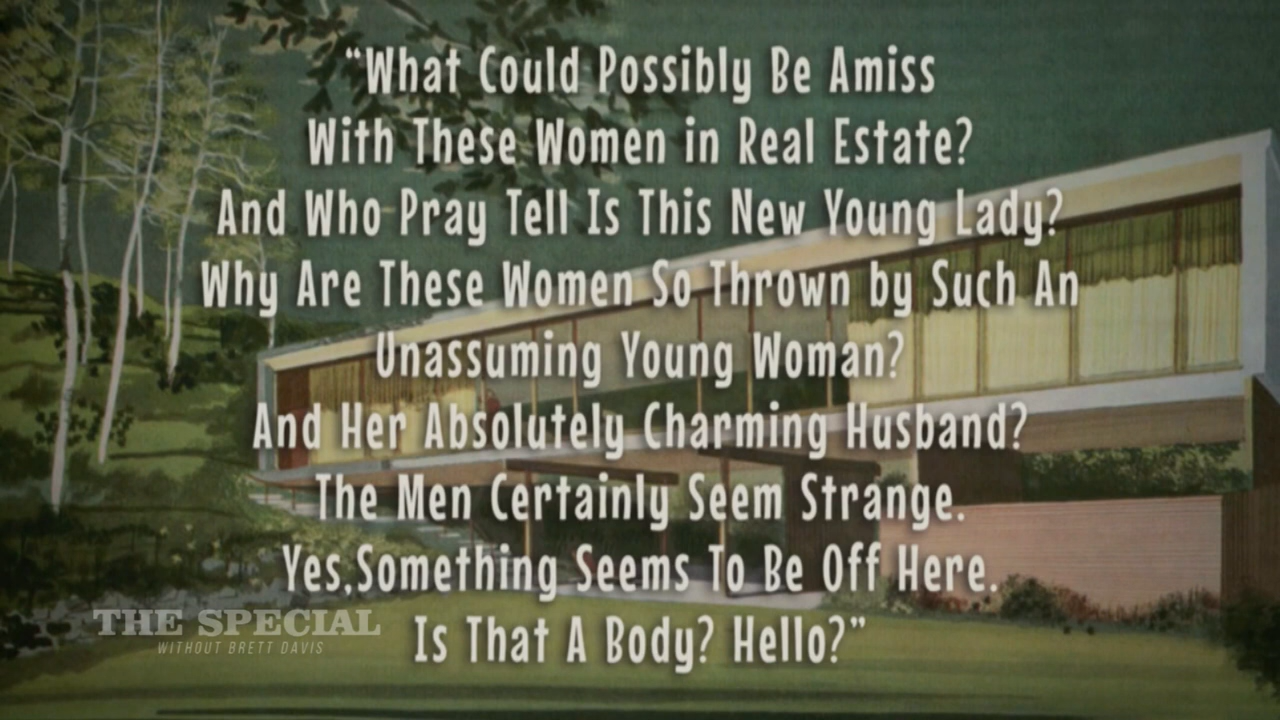 “What Could Possibly Be Amiss
With These Women in Real Estate?
And Who Pray Tell Is This New Young Lady?
Why Are These Women So Thrown by Such An
Unassuming Young Woman?
And Her Absolutely Charming Husband?
The Men Certainly Seem Strange.
Yes,Something Seems To Be Off Here.
Is That A Body? Hello?”
THE SPECIAL
WITHOUT BRETT DAVIS